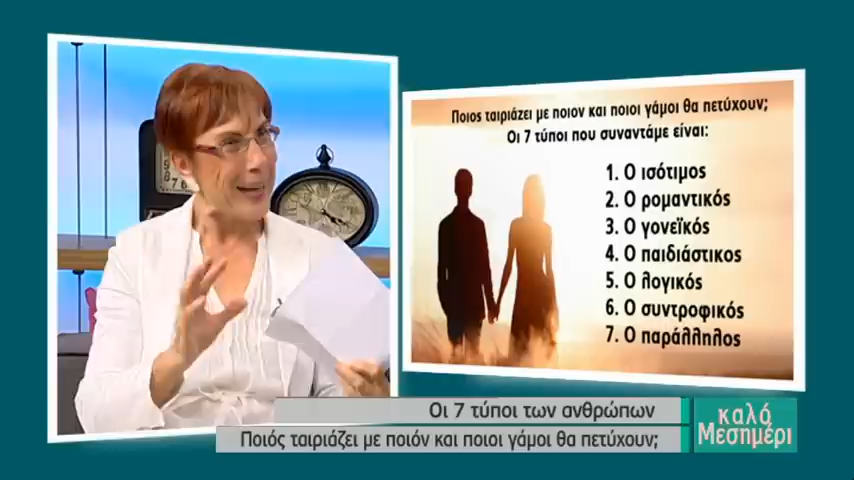 Ποιος ταιριάζει με ποιον και ποιοι γάμοι θα πετύχουν;
Οι 7 τύποι που συναντάμε είναι:
1. Ο ισότιμος
2. Ο ρομαντικός
3. Ο γονεϊκός
4. Ο παιδιάστικος
5. Ο λογικός
6. Ο συντροφικός
7. Ο παράλληλος
Οι 7 τύποι των ανθρώπων
Ποιός ταιριάζει με ποιόν και ποιοι γάμοι θα πετύχουν;
καλό
Μεσημέρι